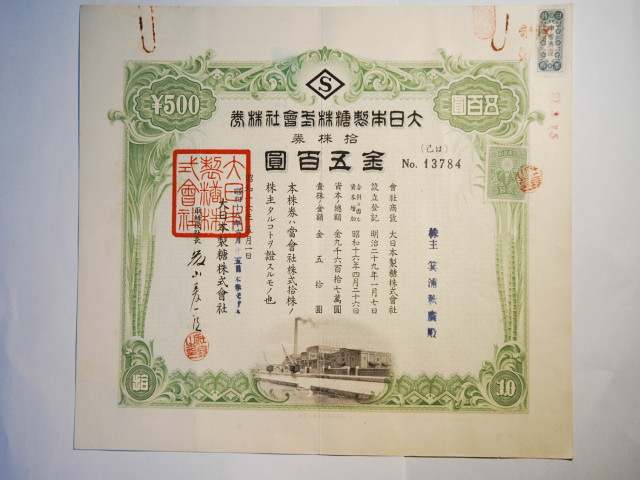 S
¥500
五百圓
大日本製糖株式會社株券
拾株券
金五百圓
(はC)
No. 13784
株主 箕浦 廣殿
會社商號 大日本製糖株式會社
設立登記 明治二十九年一月七日
昭和十六年四月二十六日
資本ノ總額 金九千六百十七萬圓
壹株ノ金額 金五拾圓
本株券ハ當會社株式拾株ノ
株主タルコトヲ證スルモノ也
大日本製糖株式會社
大日本製糖株式會社
拾
10